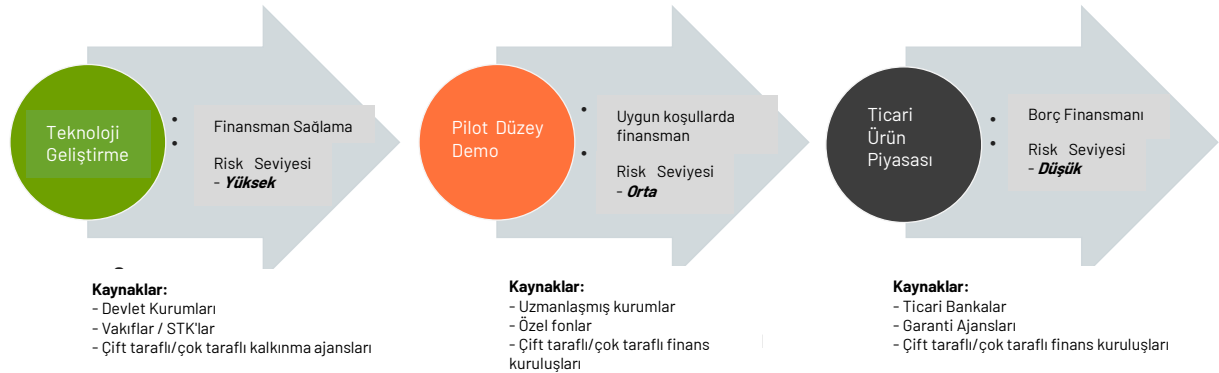 Teknoloji
Geliştirme
• Finansman Sağlama
• Risk Seviyesi
- Yüksek
Kaynaklar:
- Devlet Kurumları
- Vakıflar / STK'lar
- Çift taraflı/çok taraflı kalkınma ajansları
Pilot Düzey
Demo
• Uygun koşullarda
finansman
• Risk Seviyesi
- Orta
Kaynaklar:
- Uzmanlaşmış kurumlar
- Özel fonlar
- Çift taraflı/çok taraflı finans
kuruluşları
Ticari
Ürün
Piyasası
• Borç Finansmanı
• Risk Seviyesi
- Düşük
Kaynaklar:
- Ticari Bankalar
- Garanti Ajansları
- Çift taraflı/çok taraflı finans kuruluşları